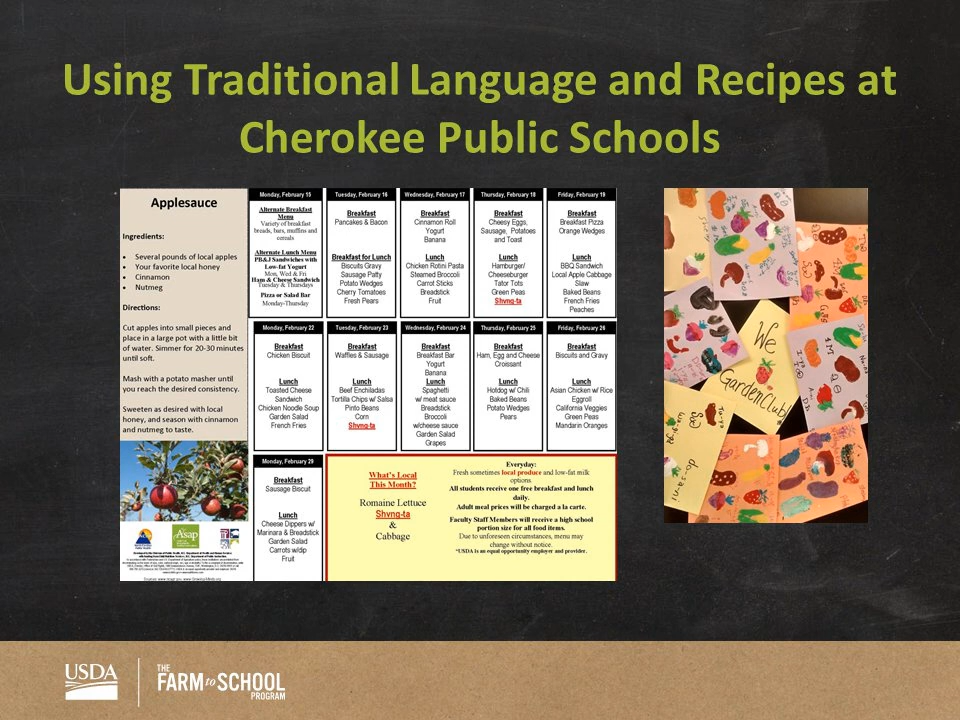 Using Traditional Language and Recipes at
Cherokee Public Schools
Applesauce
Ingredients:
• Several pounds of local apples
• Your favorite local honey
• Cinnamon
• Nutmeg
Directions:
Cut apples into small pieces and
place in a large pot with a little bit
of water. Simmer for 20-30 minutes
until soft.
Mash with a potato masher until
you reach the desired consistency.
Sweeten as desired with local
honey, and season with cinnamon
and nutmeg to taste.
Asap
Monday, February 15
Alternate Breakfast
Menu
Variety of breakfast
breads, bars, muffins and
cereals
Alternate Lunch Menu
PB&J Sandwiches with
Low-fat Yogurt
Mon, Wed & Fri
Ham & Cheese Sandwich
Tuesday & Thursdays
Pizza or Salad Bar
Monday-Thursday
Tuesday, February 16
Breakfast
Pancakes & Bacon
Breakfast for Lunch
Biscuits Gravy
Sausage Patty
Potato Wedges
Cherry Tomatoes
Fresh Pears
Wednesday, February 17
Breakfast
Cinnamon Roll
Yogurt
Banana
Lunch
Chicken Rotini Pasta
Steamed Broccoli
Carrot Sticks
Breadstick
Fruit
Thursday, February 18
Breakfast
Cheesy Eggs,
Sausage, Potatoes
and Toast
Lunch
Hamburger/
Cheeseburger
Tator Tots
Green Peas
Shvng-ta
Friday, February 19
Breakfast
Breakfast Pizza
Orange Wedges
Lunch
BBQ Sandwich
Local Apple Cabbage
Slaw
Baked Beans
French Fries
Peaches
Monday, February 22
Breakfast
Chicken Biscuit
Lunch
Toasted Cheese
Sandwich
Chicken Noodle Soup
Garden Salad
French Fries
Tuesday, February 23
Breakfast
Waffles & Sausage
Lunch
Beef Enchiladas
Tortilla Chips w/ Salsa
Pinto Beans
Corn
Shvng-ta
Wednesday, February 24
Breakfast
Breakfast Bar
Yogurt
Banana
Lunch
Spaghetti
w/ meat sauce
Breadstick
Broccoli
w/cheese sauce
Garden Salad
Grapes
Thursday, February 25
Breakfast
Ham, Egg and Cheese
Croissant
Lunch
Hotdog w/ Chili
Baked Beans
Potato Wedges
Pears
Friday, February 26
Breakfast
Biscuits and Gravy
Lunch
Asian Chicken w/ Rice
Eggroll
California Veggies
Green Peas
Mandarin Oranges
Monday, February 29
Breakfast
Sausage Biscuit
Lunch
Cheese Dippers w/
Marinara & Breadstick
Garden Salad
Carrots w/dip
Fruit
What's Local
This Month?
Romaine Lettuce
Shvng-ta
&
Cabbage
Everyday:
Fresh sometimes local produce and low-fat milk
options
All students receive one free breakfast and lunch
daily.
Adult meal prices will be charged a la carte.
Faculty Staff Members will receive a high school
portion size for all food items.
Due to unforeseen circumstances, menu may
change without notice.
*USDA is an equal opportunity employer and provider.
We
Garden Club!
USDA
THE
FARM to SCHOOL
PROGRAM